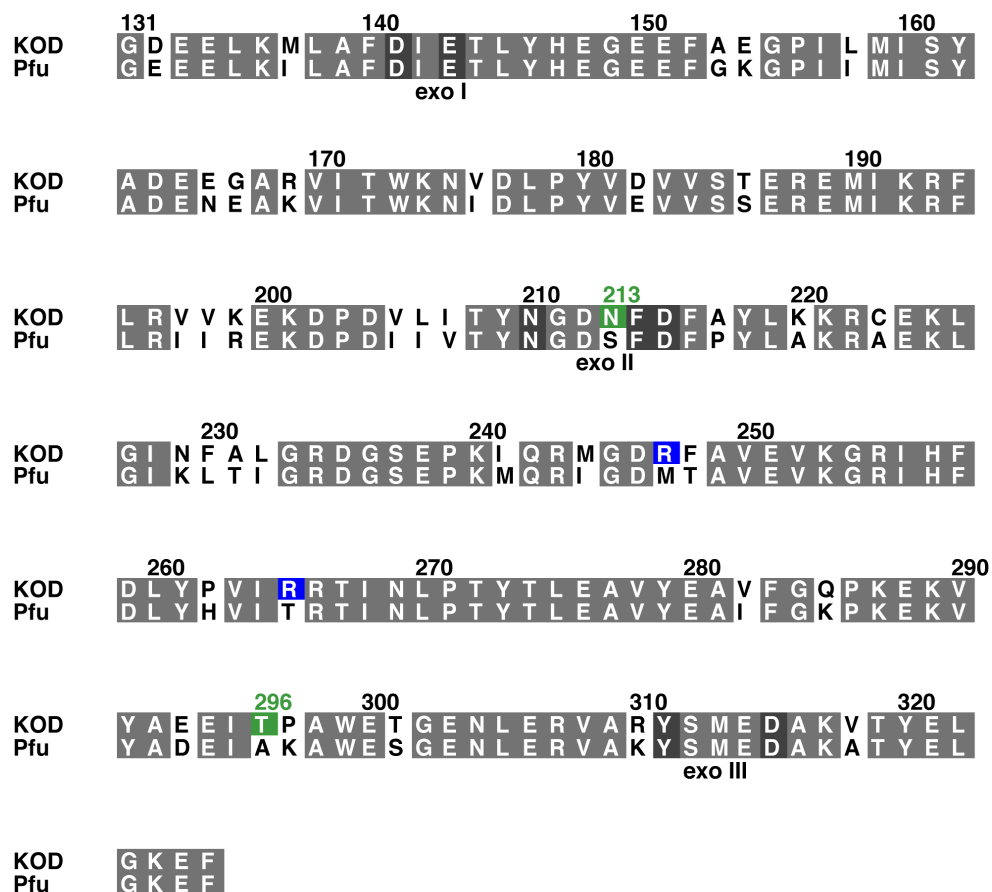 131 140 150 160
KOD G D E E L K M L A F D I E T L Y H E G E E F A E G P I L M I S Y
Pfu G E E E L K I L A F D I E T L Y H E G E E F G K G P I I M I S Y
exo I
170 180 190
KOD A D E E G A R V I T W K N V D L P Y V D V V S T E R E M I K R F
Pfu A D E N E A K V I T W K N I D L P Y V E V V S S E R E M I K R F
200 210 213 220
KOD L R V V K E K D P D V L I T Y N G D N F D F A Y L K K R C E K L
Pfu L R I I R E K D P D I I V T Y N G D S F D F P Y L A K R A E K L
exo II
230 240 250
KOD G I N F A L G R D G S E P K I Q R M G D R F A V E V K G R I H F
Pfu G I K L T I G R D G S E P K M Q R I G D M T A V E V K G R I H F
260 270 280 290
KOD D L Y P V I R R T I N L P T Y T L E A V Y E A V F G Q P K E K V
Pfu D L Y H V I T R T I N L P T Y T L E A V Y E A I F G K P K E K V
296 300 310 320
KOD Y A E E I T P A W E T G E N L E R V A R Y S M E D A K V T Y E L
Pfu Y A D E I A K A W E S G E N L E R V A K Y S M E D A K A T Y E L
exo III
KOD G K E F
Pfu G K E F